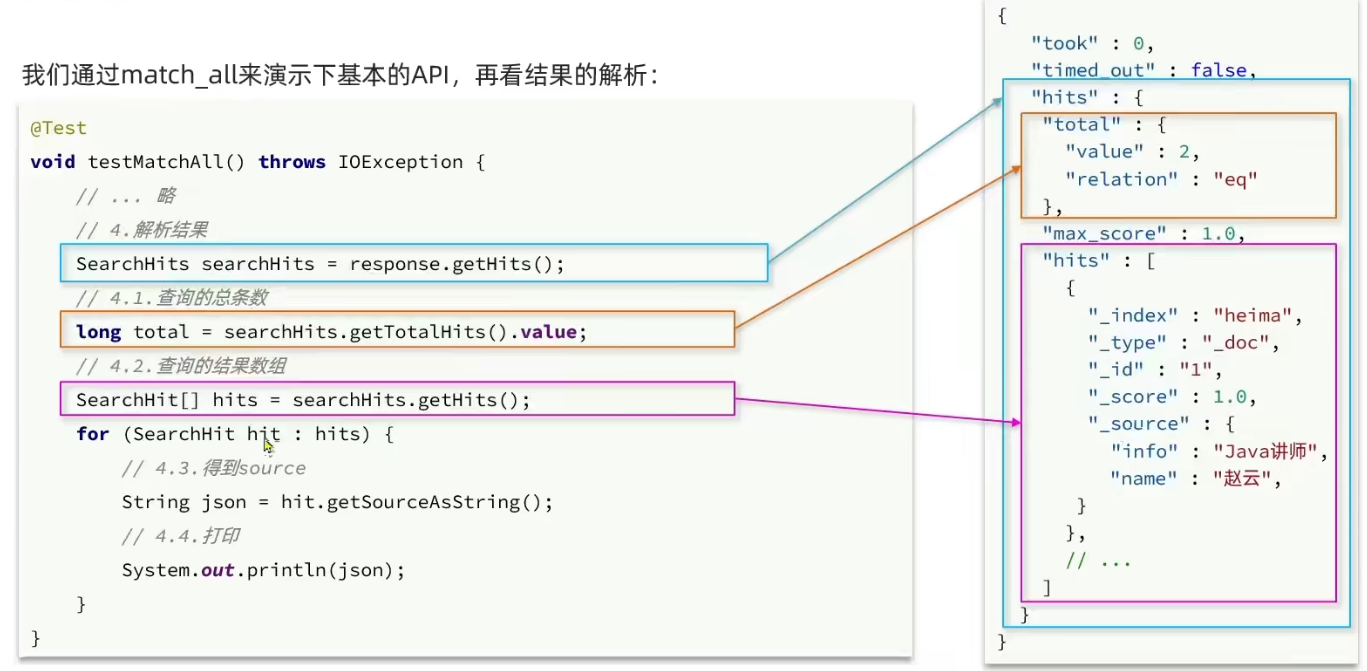 我们通过match_all来演示下基本的API，再看结果的解析：
@Test
void testMatchAll() throws IOException {
// ... 略
// 4.解析结果
SearchHits searchHits = response.getHits();
// 4.1.查询的总条数
long total = searchHits.getTotalHits().value;
// 4.2.查询的结果数组
SearchHit[] hits = searchHits.getHits();
for (SearchHit hit : hits) {
// 4.3.得到source
String json = hit.getSourceAsString();
// 4.4.打印
System.out.println(json);
}
}
{
"took" : 0,
"timed_out" : false,
"hits" : {
"total" : {
"value" : 2,
"relation" : "eq"
},
"max_score" : 1.0,
"hits" : [
{
"_index" : "heima",
"_type" : "_doc",
"_id" : "1",
"_score" : 1.0,
"_source" : {
"info" : "Java讲师",
"name" : "赵云",
}
},
// ...
]
}
}